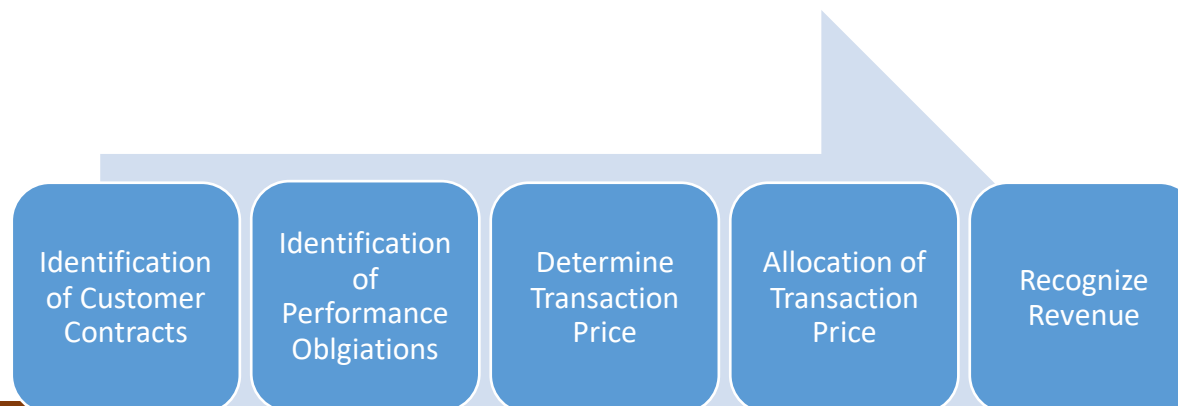 Identification
of Customer
Contracts
Identification
of
Performance
Oblgiations
Determine
Transaction
Price
Allocation of
Transaction
Price
Recognize
Revenue